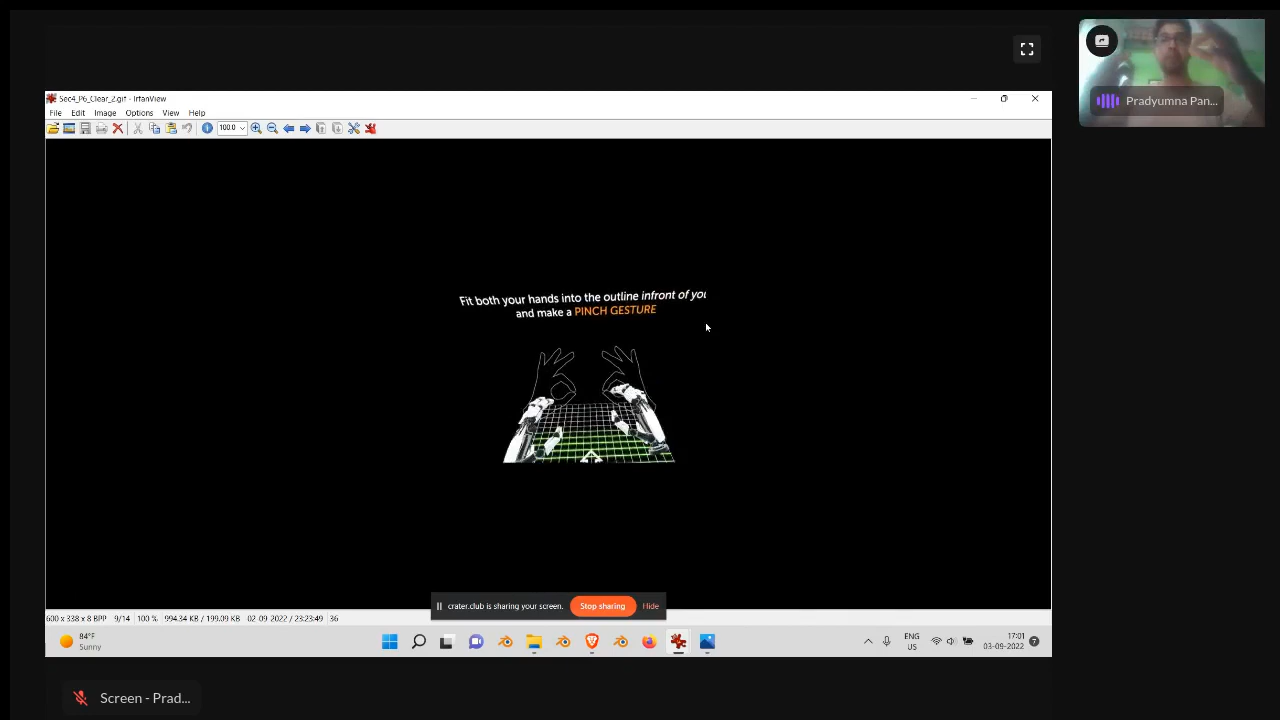 Pradyumna Pan...
Sec4_P6_Clear_2.gif - IrfanView
File Edit Image Options View Help
100.0
Fit both your hands into the outline infront of you
and make a PINCH GESTURE
crater.club is sharing your screen. Stop sharing Hide
600 x 338 x 8 BPP 9/14 100 % 994.34 KB / 199.09 KB 02-09-2022 / 23:23:49 36
84°F
Sunny
ENG
US
17:01
03-09-2022
7
Screen - Prad...